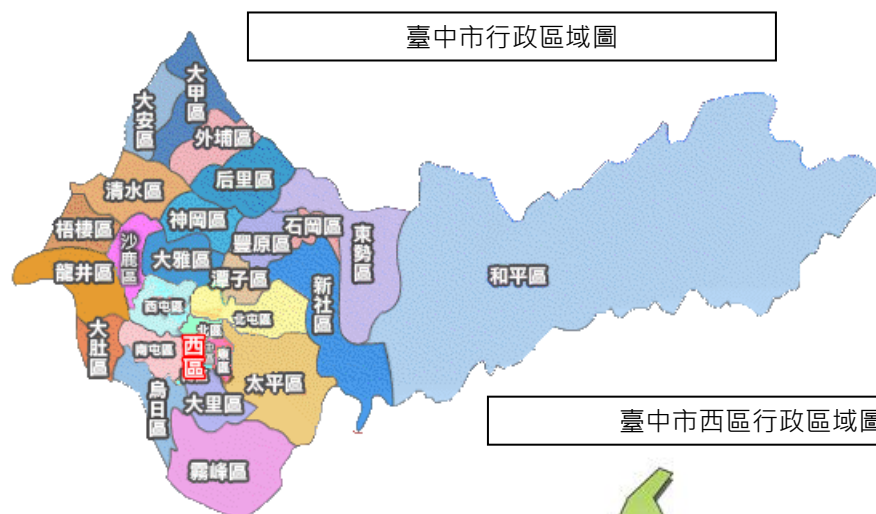 臺中市行政區域圖
大甲區
大安區
外埔區
后里區
清水區
神岡區
石岡區
梧棲區
沙鹿區
豐原區
東勢區
大雅區
龍井區
潭子區
新社區
和平區
西屯區
北屯區
北區
大肚區
南屯區
西區
東區
太平區
烏日區
大里區
臺中市西區行政區域圖
霧峰區